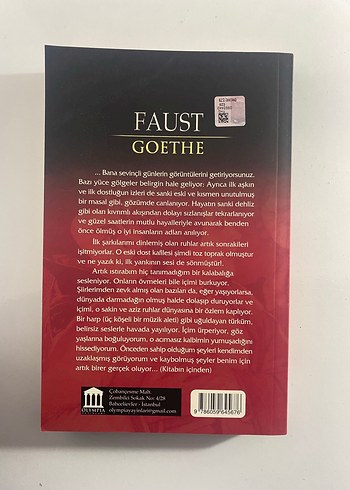 FAUST
GOETHE
... Bana sevinçli günlerin görüntülerini getiriyorsunuz.
Bazı yüce gölgeler belirgin hale geliyor: Ayrıca ilk aşkın
ve ilk dostluğun izleri de sanki eski ve kısmen unutulmuş
bir masal gibi, gözümde canlanıyor. Hayatın sanki dehliz
gibi olan kıvrımlı akışından dolayı sızlanışlar tekrarlanıyor
ve güzel saatlerin mutlu hayalleriyle avunarak benden
önce ölmüş o iyi insanların adları anılıyor.
İlk şarkılarımı dinlemiş olan ruhlar artık sonrakileri
işitmiyorlar. O eski dost kafilesi şimdi toz toprak olmuştur
ve ne yazık ki, ilk yankının sesi de sönmüştür!
Artık ıstırabım hiç tanımadığım bir kalabalığa
sesleniyor. Onların övmeleri bile içimi burkuyor.
Şiirlerimden zevk almış olan bazıları da, eğer yaşıyorlarsa,
dünyada darmadağın olmuş halde dolaşıp duruyorlar ve
içimi, o sakin ve aziz ruhlar dünyasına bir özlem kaplıyor.
Bir harp (üç köşeli bir müzik aleti) gibi uğuldayan türküm,
belirsiz seslerle havada yayılıyor. İçim ürperiyor, göz
yaşlarına boğuluyorum, o acımasız kalbimin yumuşadığını
hissediyorum. Önceden sahip olduğum şeyleri kendimden
uzaklaşmış görüyorum ve kaybolmuş şeyler benim için
artık birer gerçek oluyor... (Kitabın içinden)
OLYMPIA
Çobançeşme Mah.
Zembilci Sokak No: 4/28
Bahçelievler - İstanbul
olympiayayinlari@gmail.com
9 786059 645676